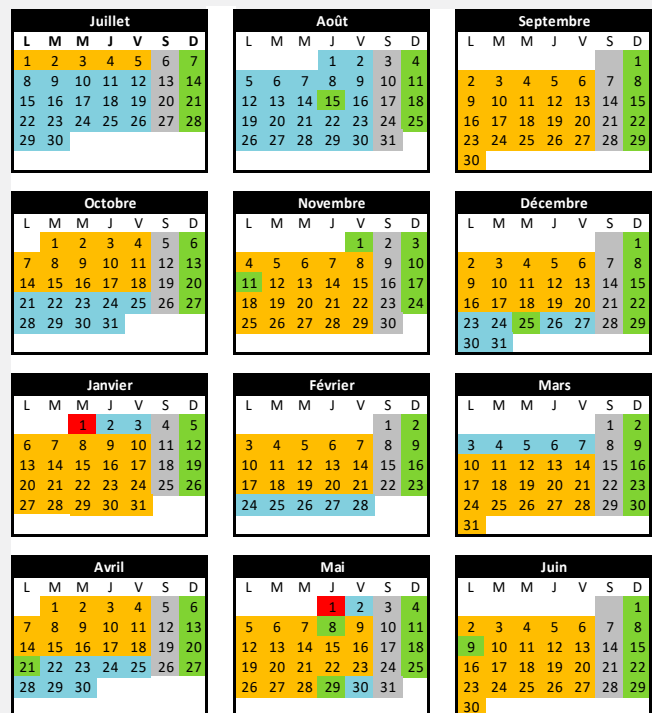 Juillet
L M M J V S D
1 2 3 4 5 6 7
8 9 10 11 12 13 14
15 16 17 18 19 20 21
22 23 24 25 26 27 28
29 30
Août
L M M J V S D
1 2 3 4
5 6 7 8 9 10 11
12 13 14 15 16 17 18
19 20 21 22 23 24 25
26 27 28 29 30 31
Septembre
L M M J V S D
1
2 3 4 5 6 7 8
9 10 11 12 13 14 15
16 17 18 19 20 21 22
23 24 25 26 27 28 29
30
Octobre
L M M J V S D
1 2 3 4 5 6
7 8 9 10 11 12 13
14 15 16 17 18 19 20
21 22 23 24 25 26 27
28 29 30 31
Novembre
L M M J V S D
1 2 3
4 5 6 7 8 9 10
11 12 13 14 15 16 17
18 19 20 21 22 23 24
25 26 27 28 29 30
Décembre
L M M J V S D
1
2 3 4 5 6 7 8
9 10 11 12 13 14 15
16 17 18 19 20 21 22
23 24 25 26 27 28 29
30 31
Janvier
L M M J V S D
1 2 3 4 5
6 7 8 9 10 11 12
13 14 15 16 17 18 19
20 21 22 23 24 25 26
27 28 29 30 31
Février
L M M J V S D
1 2
3 4 5 6 7 8 9
10 11 12 13 14 15 16
17 18 19 20 21 22 23
24 25 26 27 28
Mars
L M M J V S D
1 2
3 4 5 6 7 8 9
10 11 12 13 14 15 16
17 18 19 20 21 22 23
24 25 26 27 28 29 30
31
Avril
L M M J V S D
1 2 3 4 5 6
7 8 9 10 11 12 13
14 15 16 17 18 19 20
21 22 23 24 25 26 27
28 29 30
Mai
L M M J V S D
1 2 3 4
5 6 7 8 9 10 11
12 13 14 15 16 17 18
19 20 21 22 23 24 25
26 27 28 29 30 31
Juin
L M M J V S D
1
2 3 4 5 6 7 8
9 10 11 12 13 14 15
16 17 18 19 20 21 22
23 24 25 26 27 28 29
30